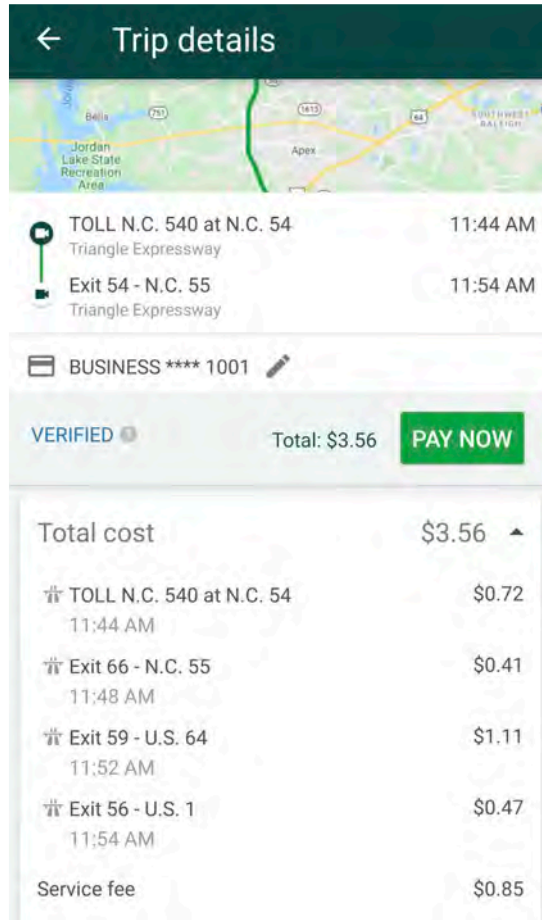 Trip details
Bells
751
1613
64
SOUTHWEST
RALEIGH
Jordan
Lake State
Recreation
Area
Apex
TOLL N.C. 540 at N.C. 54 11:44 AM
Triangle Expressway
Exit 54 - N.C. 55 11:54 AM
Triangle Expressway
BUSINESS **** 1001
VERIFIED Total: $3.56 PAY NOW
Total cost $3.56
TOLL N.C. 540 at N.C. 54 $0.72
11:44 AM
Exit 66 - N.C. 55 $0.41
11:48 AM
Exit 59 - U.S. 64 $1.11
11:52 AM
Exit 56 - U.S. 1 $0.47
11:54 AM
Service fee $0.85